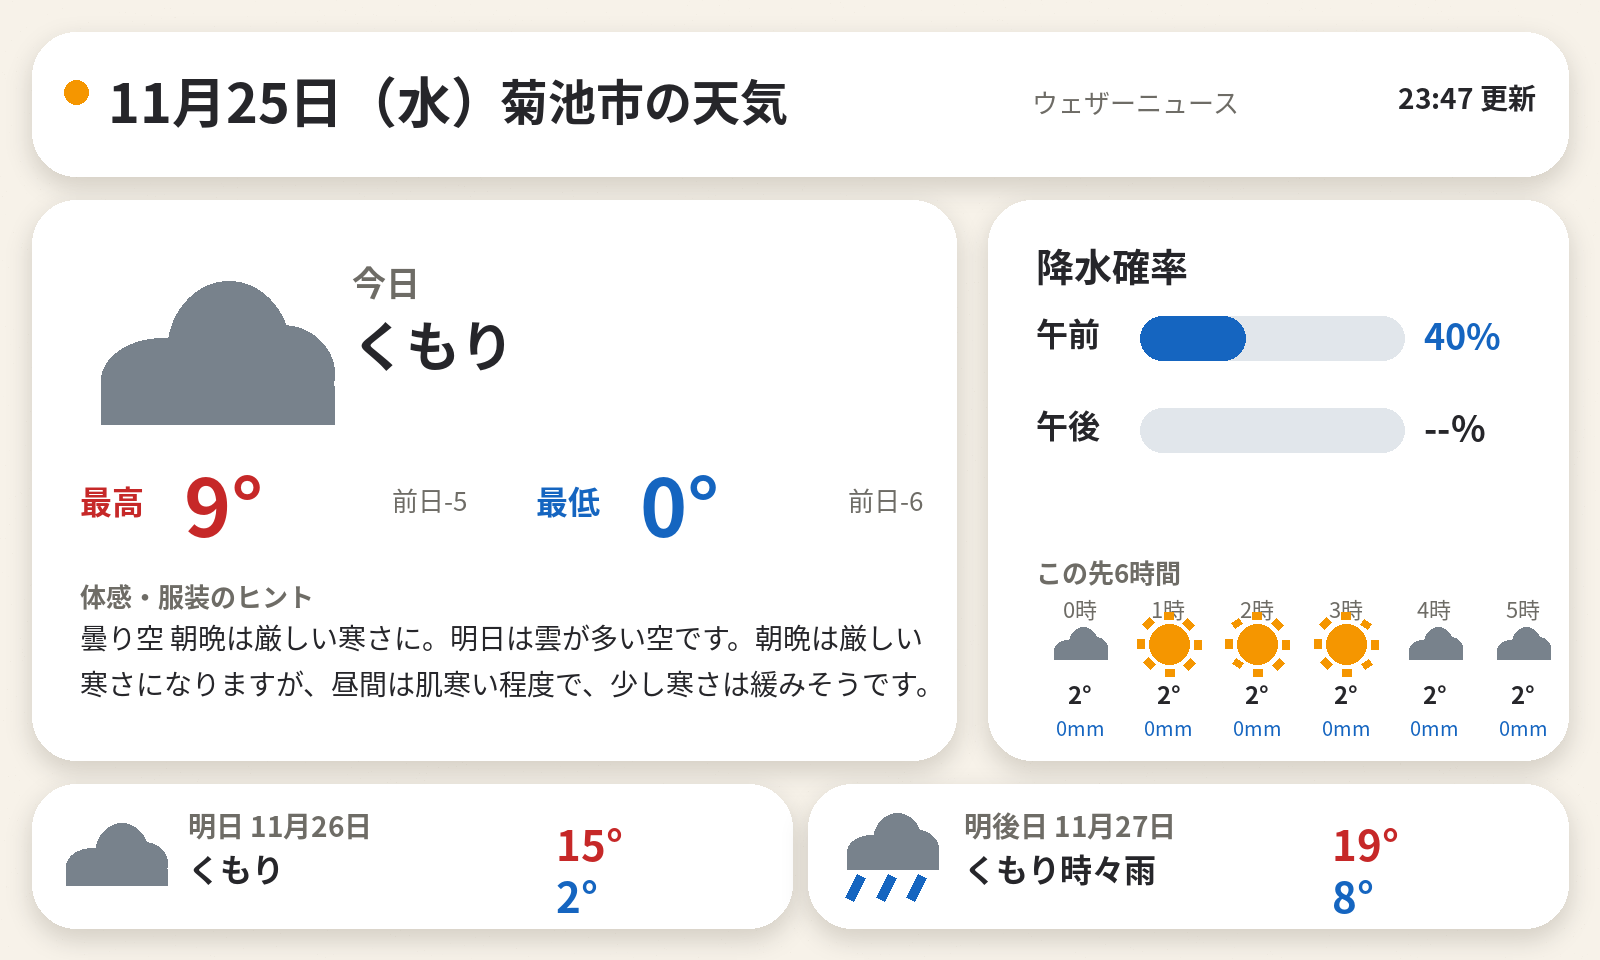 11月25日（水）菊池市の天気
ウェザーニュース
23:47 更新
今日
くもり
最高 9° 前日-5 最低 0° 前日-6
体感・服装のヒント
曇り空 朝晩は厳しい寒さに。明日は雲が多い空です。朝晩は厳しい
寒さになりますが、昼間は肌寒い程度で、少し寒さは緩みそうです。
降水確率
午前 40%
午後 --%
この先6時間
0時 1時 2時 3時 4時 5時
2° 2° 2° 2° 2° 2°
0mm 0mm 0mm 0mm 0mm 0mm
明日 11月26日
くもり
15°
2°
明後日 11月27日
くもり時々雨
19°
8°